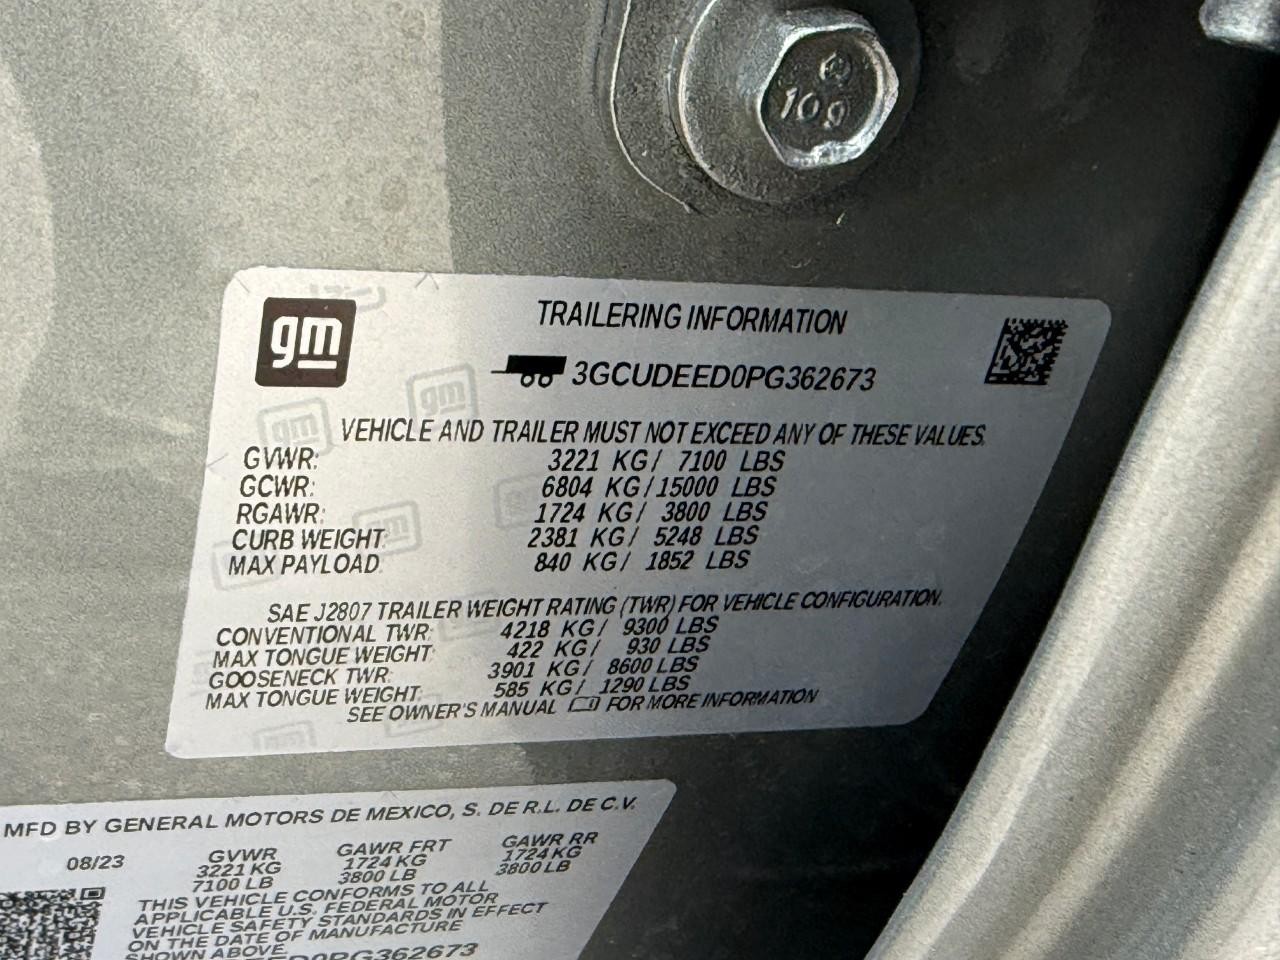 109
gm
TRAILERING INFORMATION
3GCUDEED0PG362673
VEHICLE AND TRAILER MUST NOT EXCEED ANY OF THESE VALUES.
GVWR: 3221 KG/ 7100 LBS
GCWR: 6804 KG/15000 LBS
RGAWR: 1724 KG/ 3800 LBS
CURB WEIGHT: 2381 KG/ 5248 LBS
MAX PAYLOAD: 840 KG/ 1852 LBS
SAE J2807 TRAILER WEIGHT RATING (TWR) FOR VEHICLE CONFIGURATION.
CONVENTIONAL TWR: 4218 KG/ 9300 LBS
MAX TONGUE WEIGHT: 422 KG/ 930 LBS
GOOSENECK TWR: 3901 KG/ 8600 LBS
MAX TONGUE WEIGHT: 585 KG/ 1290 LBS
SEE OWNER'S MANUAL FOR MORE INFORMATION
MFD BY GENERAL MOTORS DE MEXICO, S. DE R.L. DE C.V.
08/23 GVWR GAWR FRT GAWR RR
3221 KG 1724 KG 1724 KG
7100 LB 3800 LB 3800 LB
THIS VEHICLE CONFORMS TO ALL
APPLICABLE U.S. FEDERAL MOTOR
VEHICLE SAFETY STANDARDS IN EFFECT
ON THE DATE OF MANUFACTURE
SHOWN ABOVE.
EED0PG362673